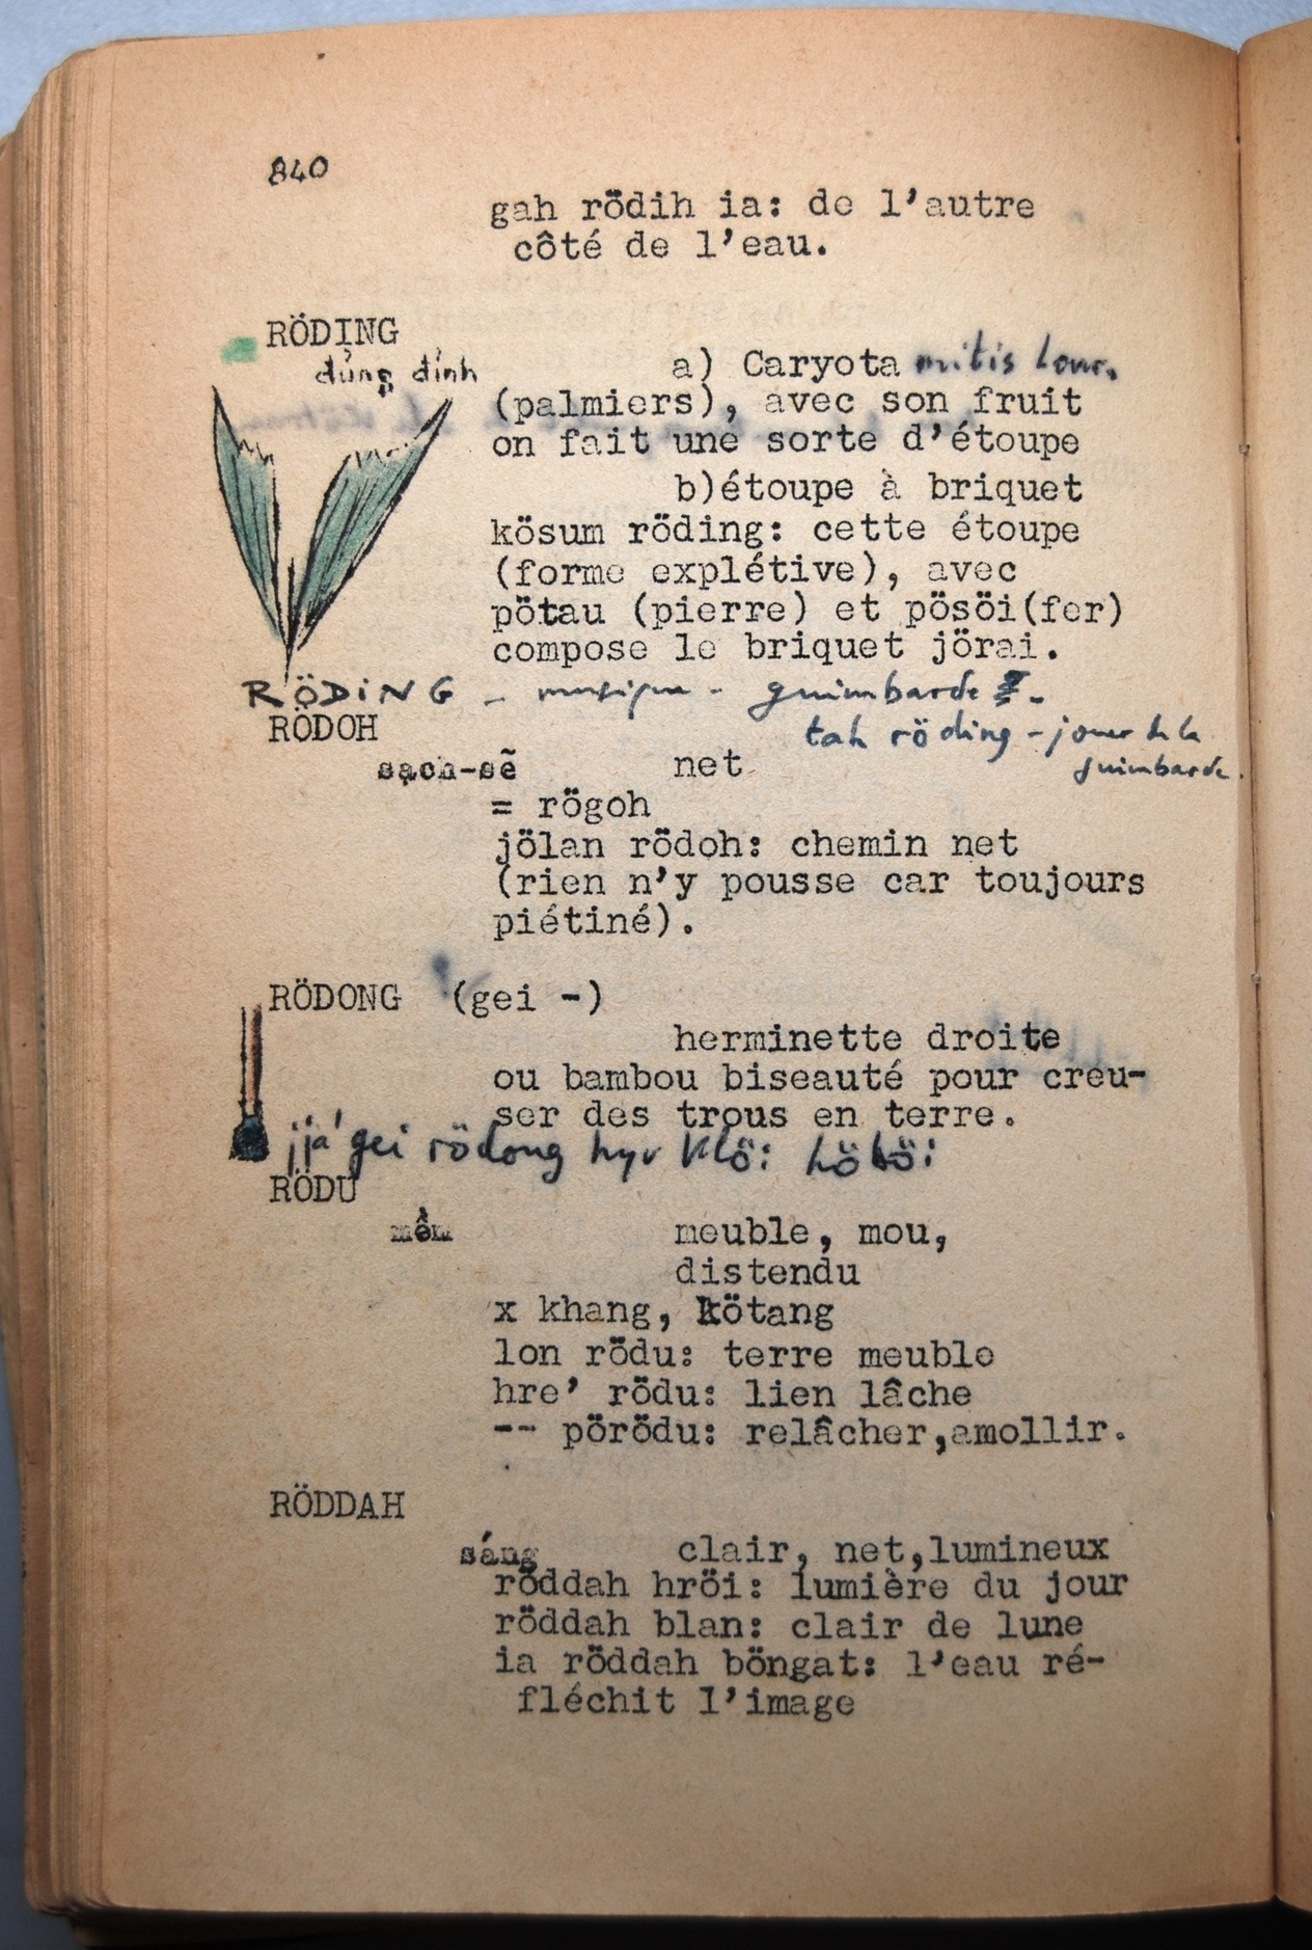 840
gah rödih ia: de l'autre
côté de l'eau.
RÖDING
đủng đỉnh
a) Caryota mitis Lour.
(palmiers), avec son fruit
on fait une sorte d'étoupe
b)étoupe à briquet
kösum röding: cette étoupe
(forme explétive), avec
pötau (pierre) et pösöi(fer)
compose le briquet jörai.
RÖDING - musique - guimbarde -
tah röding - jouer de la
guimbarde.
RÖDOH
sạch-sẽ net
= rögoh
jölan rödoh: chemin net
(rien n'y pousse car toujours
piétiné).
RÖDONG (gei -)
herminette droite
ou bambou biseauté pour creu-
ser des trous en terre.
gei rödong
RÖDU
mềm meuble, mou,
distendu
x khang, kötang
lon rödu: terre meuble
hre' rödu: lien lâche
-- pörödu: relâcher,amollir.
RÖDDAH
sáng clair, net,lumineux
röddah hröi: lumière du jour
röddah blan: clair de lune
ia röddah böngat: l'eau ré-
fléchit l'image